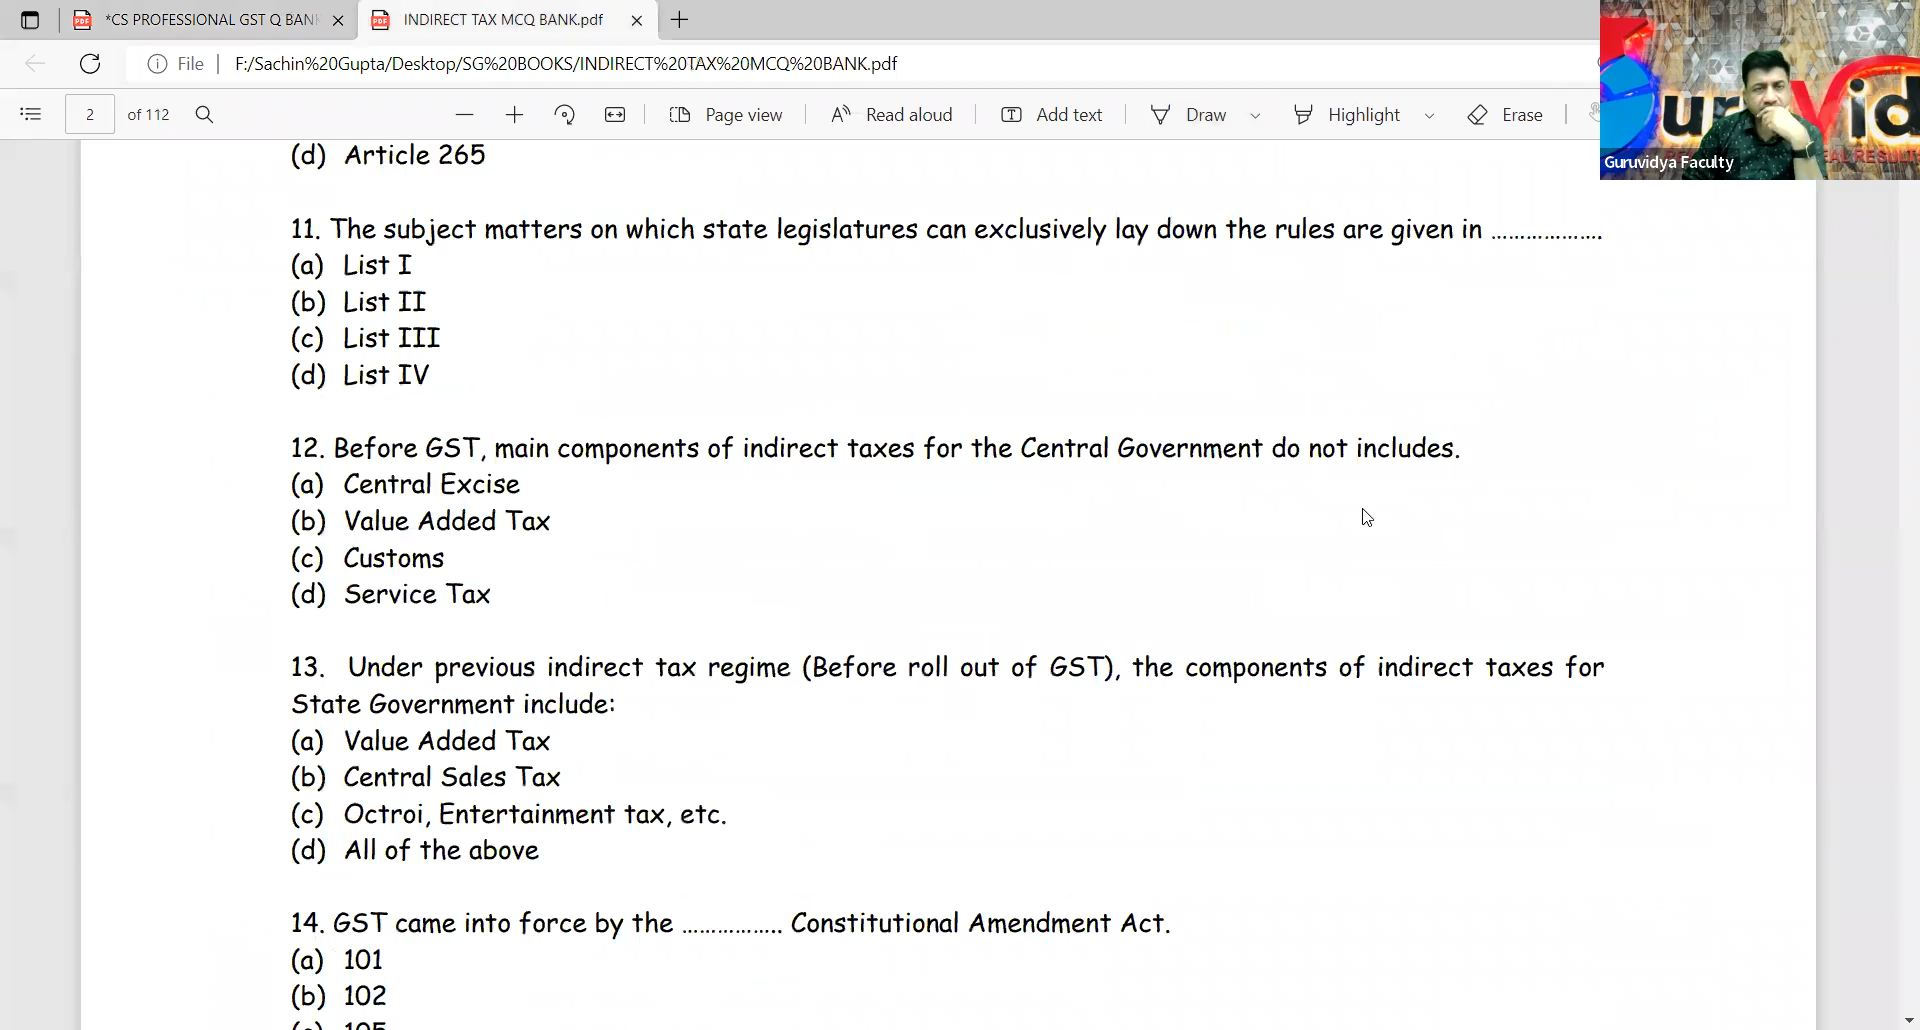 *CS PROFESSIONAL GST Q BAN
INDIRECT TAX MCQ BANK.pdf
File
F:/Sachin%20Gupta/Desktop/SG%20BOOKS/INDIRECT%20TAX%20MCQ%20BANK.pdf
2 of 112
Page view
Read aloud
Add text
Draw
Highlight
Erase
Guruvidya Faculty
(d) Article 265
11. The subject matters on which state legislatures can exclusively lay down the rules are given in ...................
(a) List I
(b) List II
(c) List III
(d) List IV
12. Before GST, main components of indirect taxes for the Central Government do not includes.
(a) Central Excise
(b) Value Added Tax
(c) Customs
(d) Service Tax
13. Under previous indirect tax regime (Before roll out of GST), the components of indirect taxes for
State Government include:
(a) Value Added Tax
(b) Central Sales Tax
(c) Octroi, Entertainment tax, etc.
(d) All of the above
14. GST came into force by the ................. Constitutional Amendment Act.
(a) 101
(b) 102